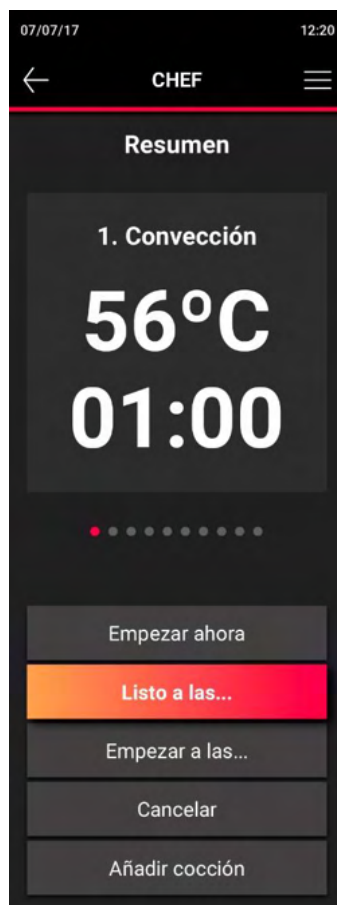 07/07/17 12:20
CHEF
Resumen
1. Convección
56ºC
01:00
Empezar ahora
Listo a las...
Empezar a las...
Cancelar
Añadir cocción